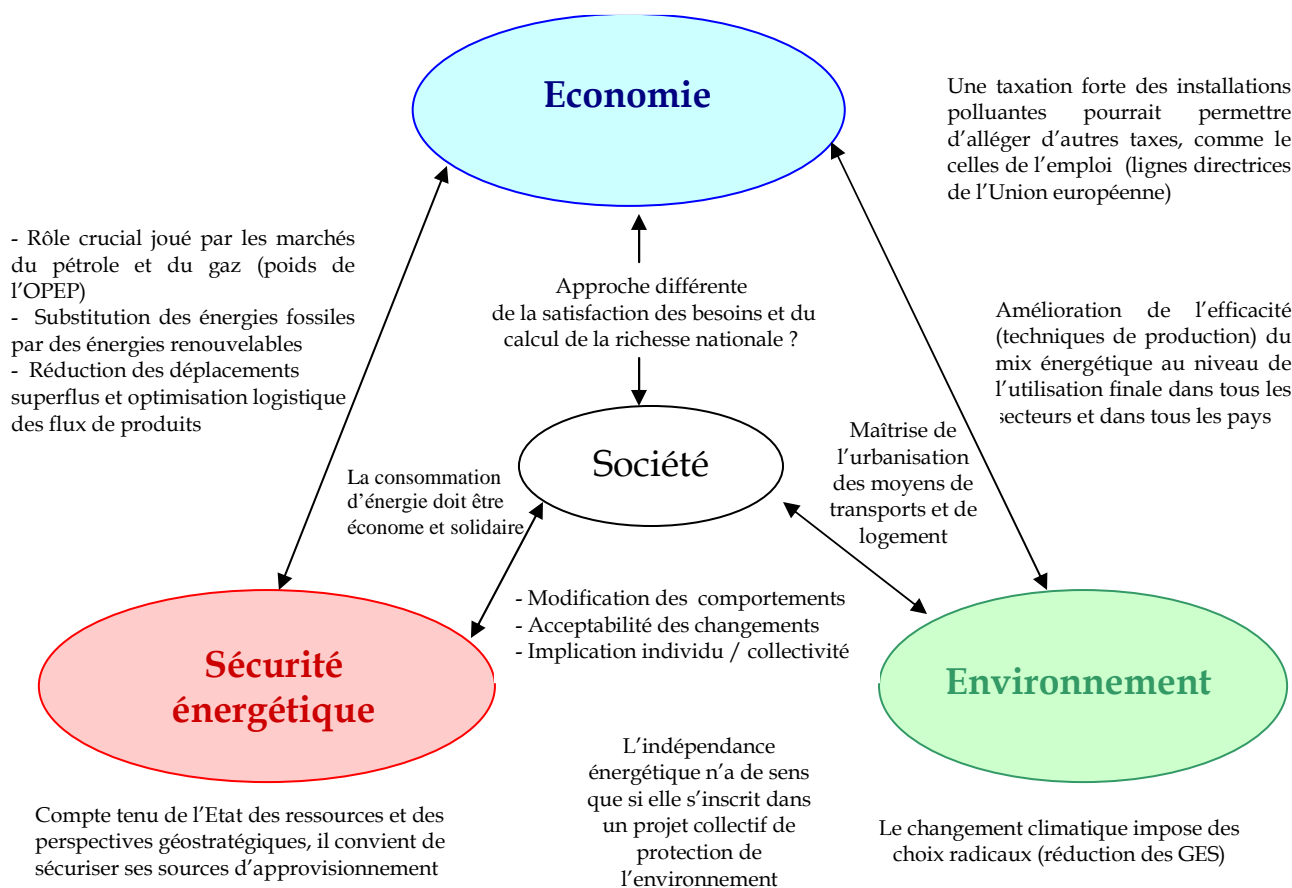 Economie
Une taxation forte des installations
polluantes pourrait permettre
d'alléger d'autres taxes, comme le
celles de l'emploi (lignes directrices
de l'Union européenne)
- Rôle crucial joué par les marchés
du pétrole et du gaz (poids de
l'OPEP)
- Substitution des énergies fossiles
par des énergies renouvelables
- Réduction des déplacements
superflus et optimisation logistique
des flux de produits
Approche différente
de la satisfaction des besoins et du
calcul de la richesse nationale ?
Amélioration de l'efficacité
(techniques de production) du
mix énergétique au niveau de
l'utilisation finale dans tous les
secteurs et dans tous les pays
Société
Maîtrise de
l'urbanisation
des moyens de
transports et de
logement
La consommation
d'énergie doit être
économe et solidaire
- Modification des comportements
- Acceptabilité des changements
- Implication individu / collectivité
Sécurité
énergétique
Environnement
L'indépendance
énergétique n'a de sens
que si elle s'inscrit dans
un projet collectif de
protection de
l'environnement
Compte tenu de l'Etat des ressources et des
perspectives géostratégiques, il convient de
sécuriser ses sources d'approvisionnement
Le changement climatique impose des
choix radicaux (réduction des GES)